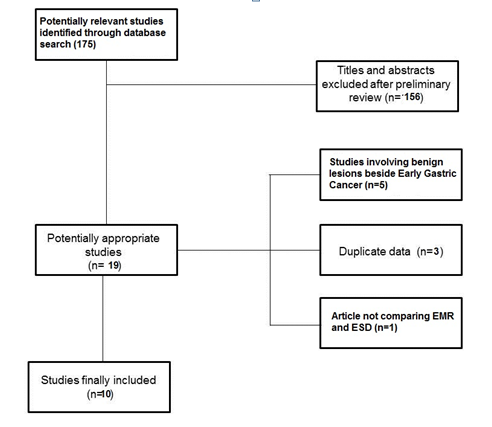 Potentially relevant studies
identified through database
search (175)
Titles and abstracts
excluded after preliminary
review (n= 156)
Studies involving benign
lesions beside Early Gastric
Cancer (n=5)
Potentially appropriate
studies
(n= 19)
Duplicate data (n=3)
Article not comparing EMR
and ESD (n=1)
Studies finally included
(n=10)